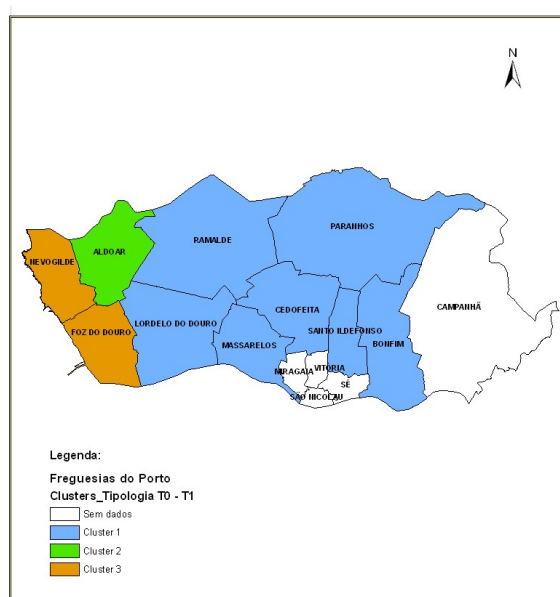 N
RAMALDE
PARANHOS
ALDOAR
NEVOGILDE
CAMPANHÃ
CEDOFEITA
LORDELO DO DOURO
SANTO ILDEFONSO
FOZ DO DOURO
MASSARELOS
BONFIM
VITÓRIA
MIRAGAIA
SÉ
SÃO NICOLAU
Legenda:
Freguesias do Porto
Clusters_Tipologia T0 - T1
Sem dados
Cluster 1
Cluster 2
Cluster 3